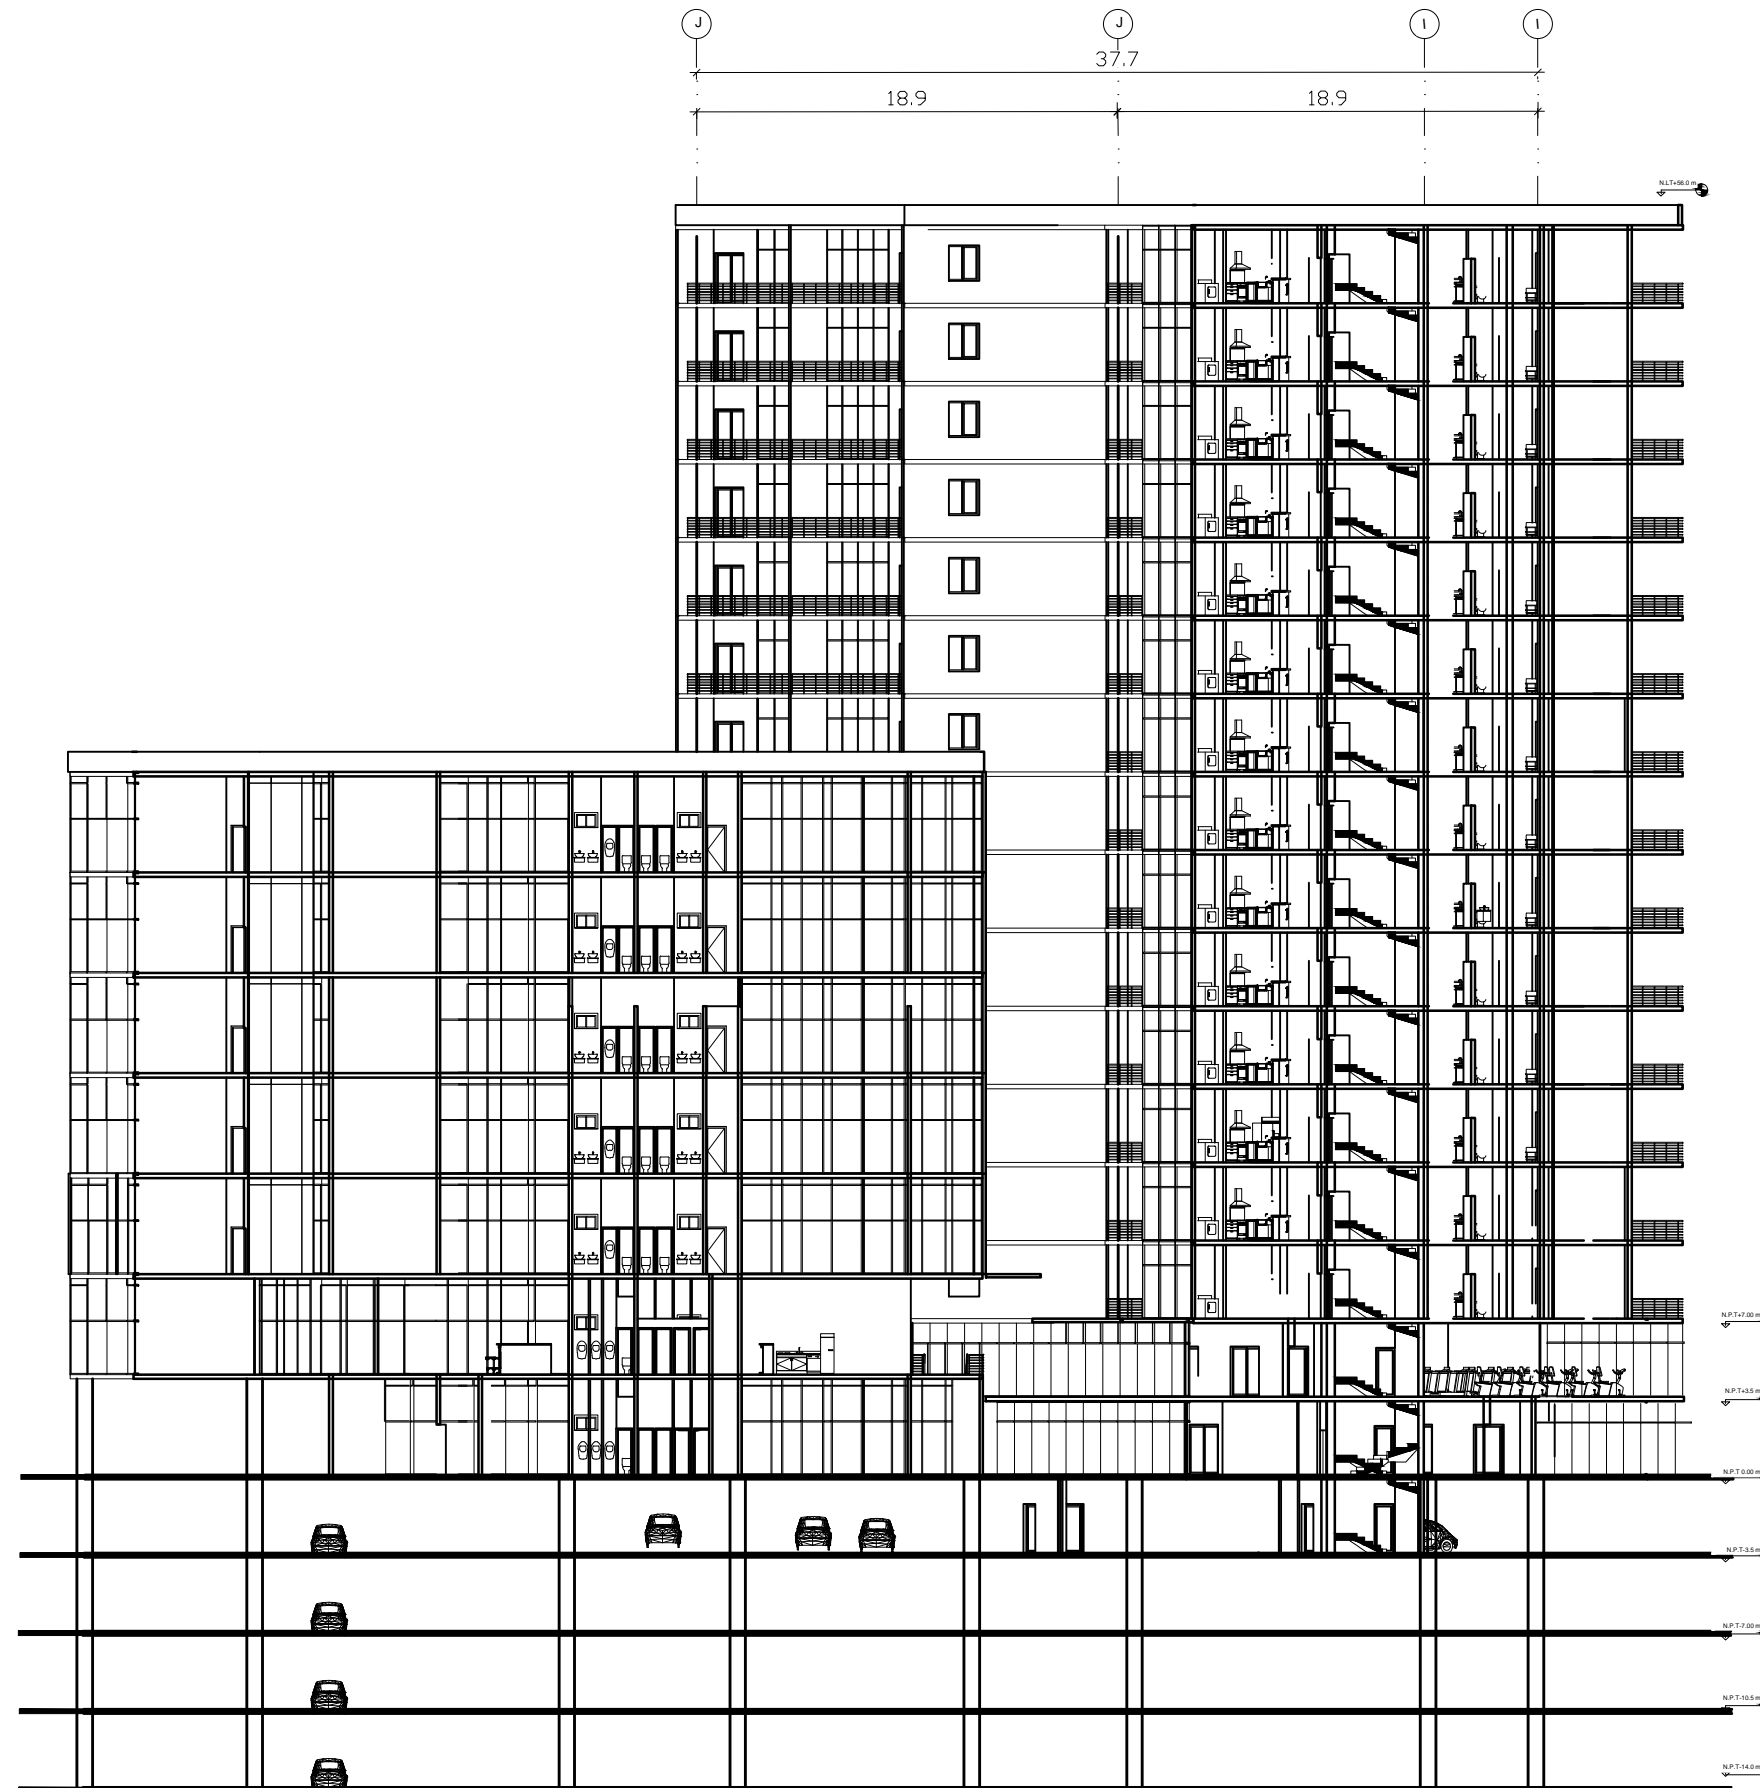 J J I I
37.7
18.9 18.9
N.LT+56.0 m
N.P.T+7.00 m
N.P.T+3.5 m
N.P.T 0.00 m
N.P.T-3.5 m
N.P.T-7.00 m
N.P.T-10.5 m
N.P.T-14.0 m